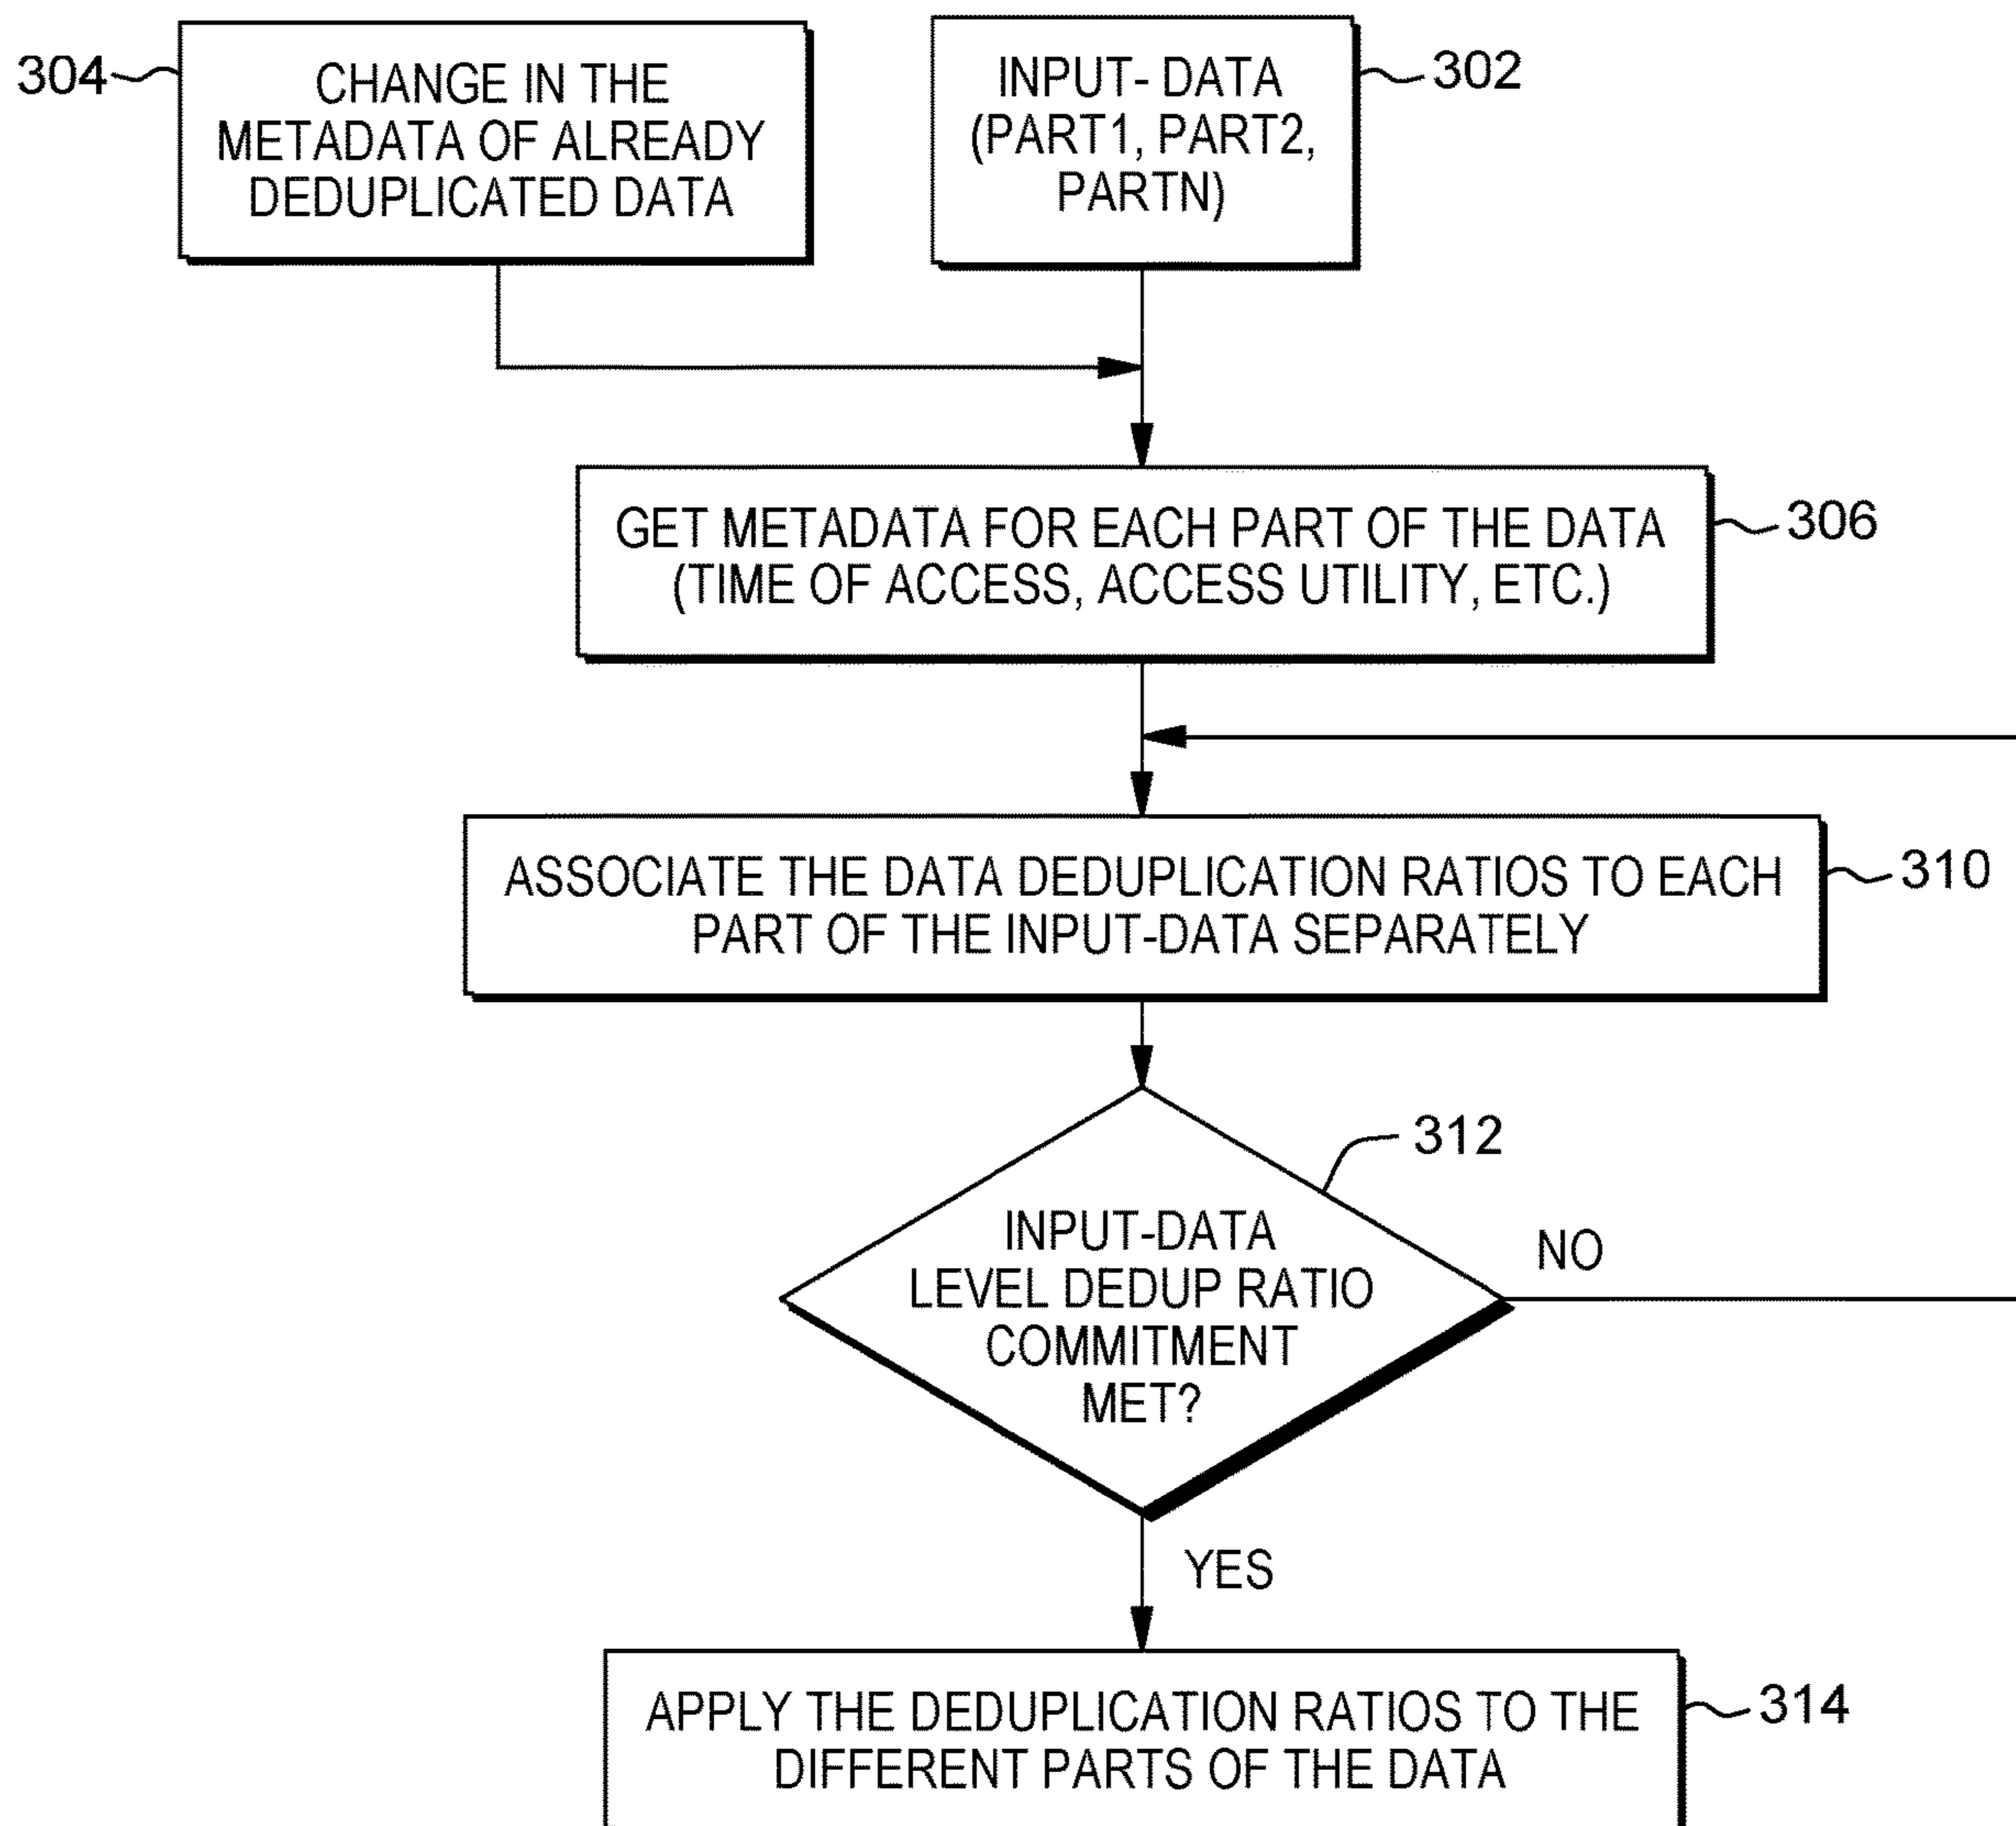 304
CHANGE IN THE
METADATA OF ALREADY
DEDUPLICATED DATA
INPUT- DATA
(PART1, PART2,
PARTN)
302
GET METADATA FOR EACH PART OF THE DATA
(TIME OF ACCESS, ACCESS UTILITY, ETC.)
306
ASSOCIATE THE DATA DEDUPLICATION RATIOS TO EACH
PART OF THE INPUT-DATA SEPARATELY
310
312
INPUT-DATA
LEVEL DEDUP RATIO
COMMITMENT
MET?
NO
YES
APPLY THE DEDUPLICATION RATIOS TO THE
DIFFERENT PARTS OF THE DATA
314